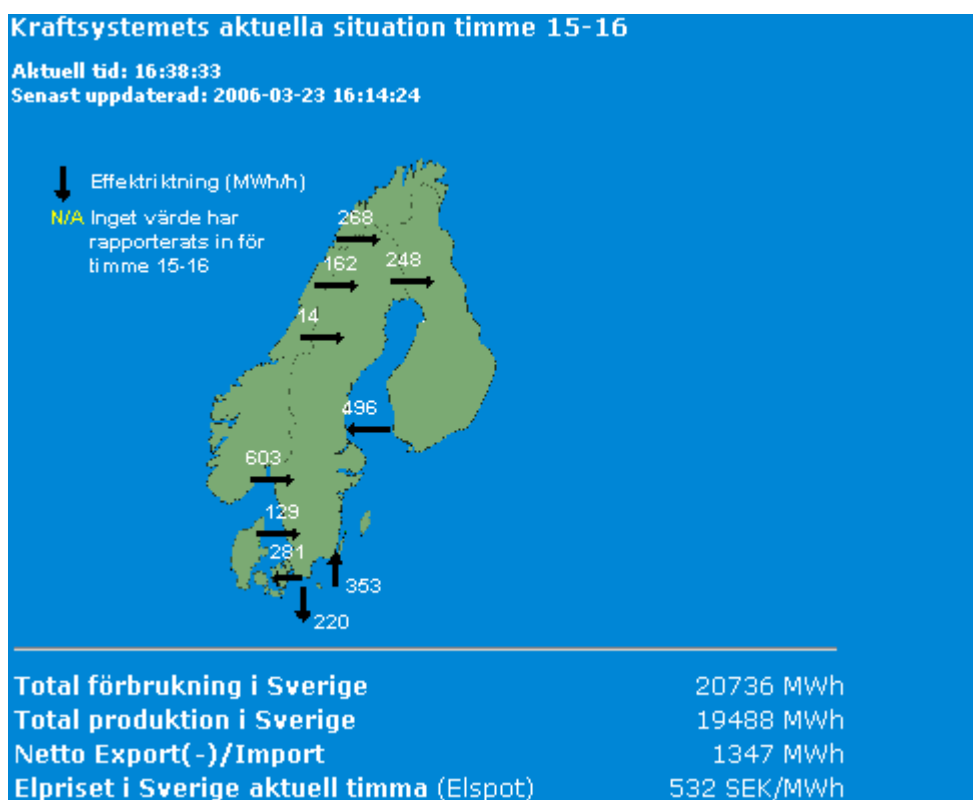 Kraftsystemets aktuella situation timme 15-16
Aktuell tid: 16:38:33
Senast uppdaterad: 2006-03-23 16:14:24
Effektriktning (MWh/h)
N/A Inget värde har
rapporterats in för
timme 15-16
268
162
248
14
496
603
129
281
353
220
Total förbrukning i Sverige 20736 MWh
Total produktion i Sverige 19488 MWh
Netto Export(-)/Import 1347 MWh
Elpriset i Sverige aktuell timma (Elspot) 532 SEK/MWh